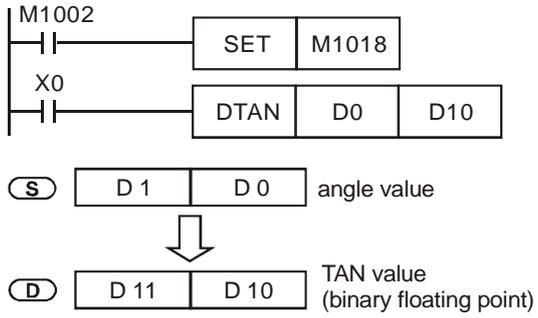 M1002
SET M1018
X0
DTAN D0 D10
S D 1 D 0 angle value
D D 11 D 10 TAN value
(binary floating point)